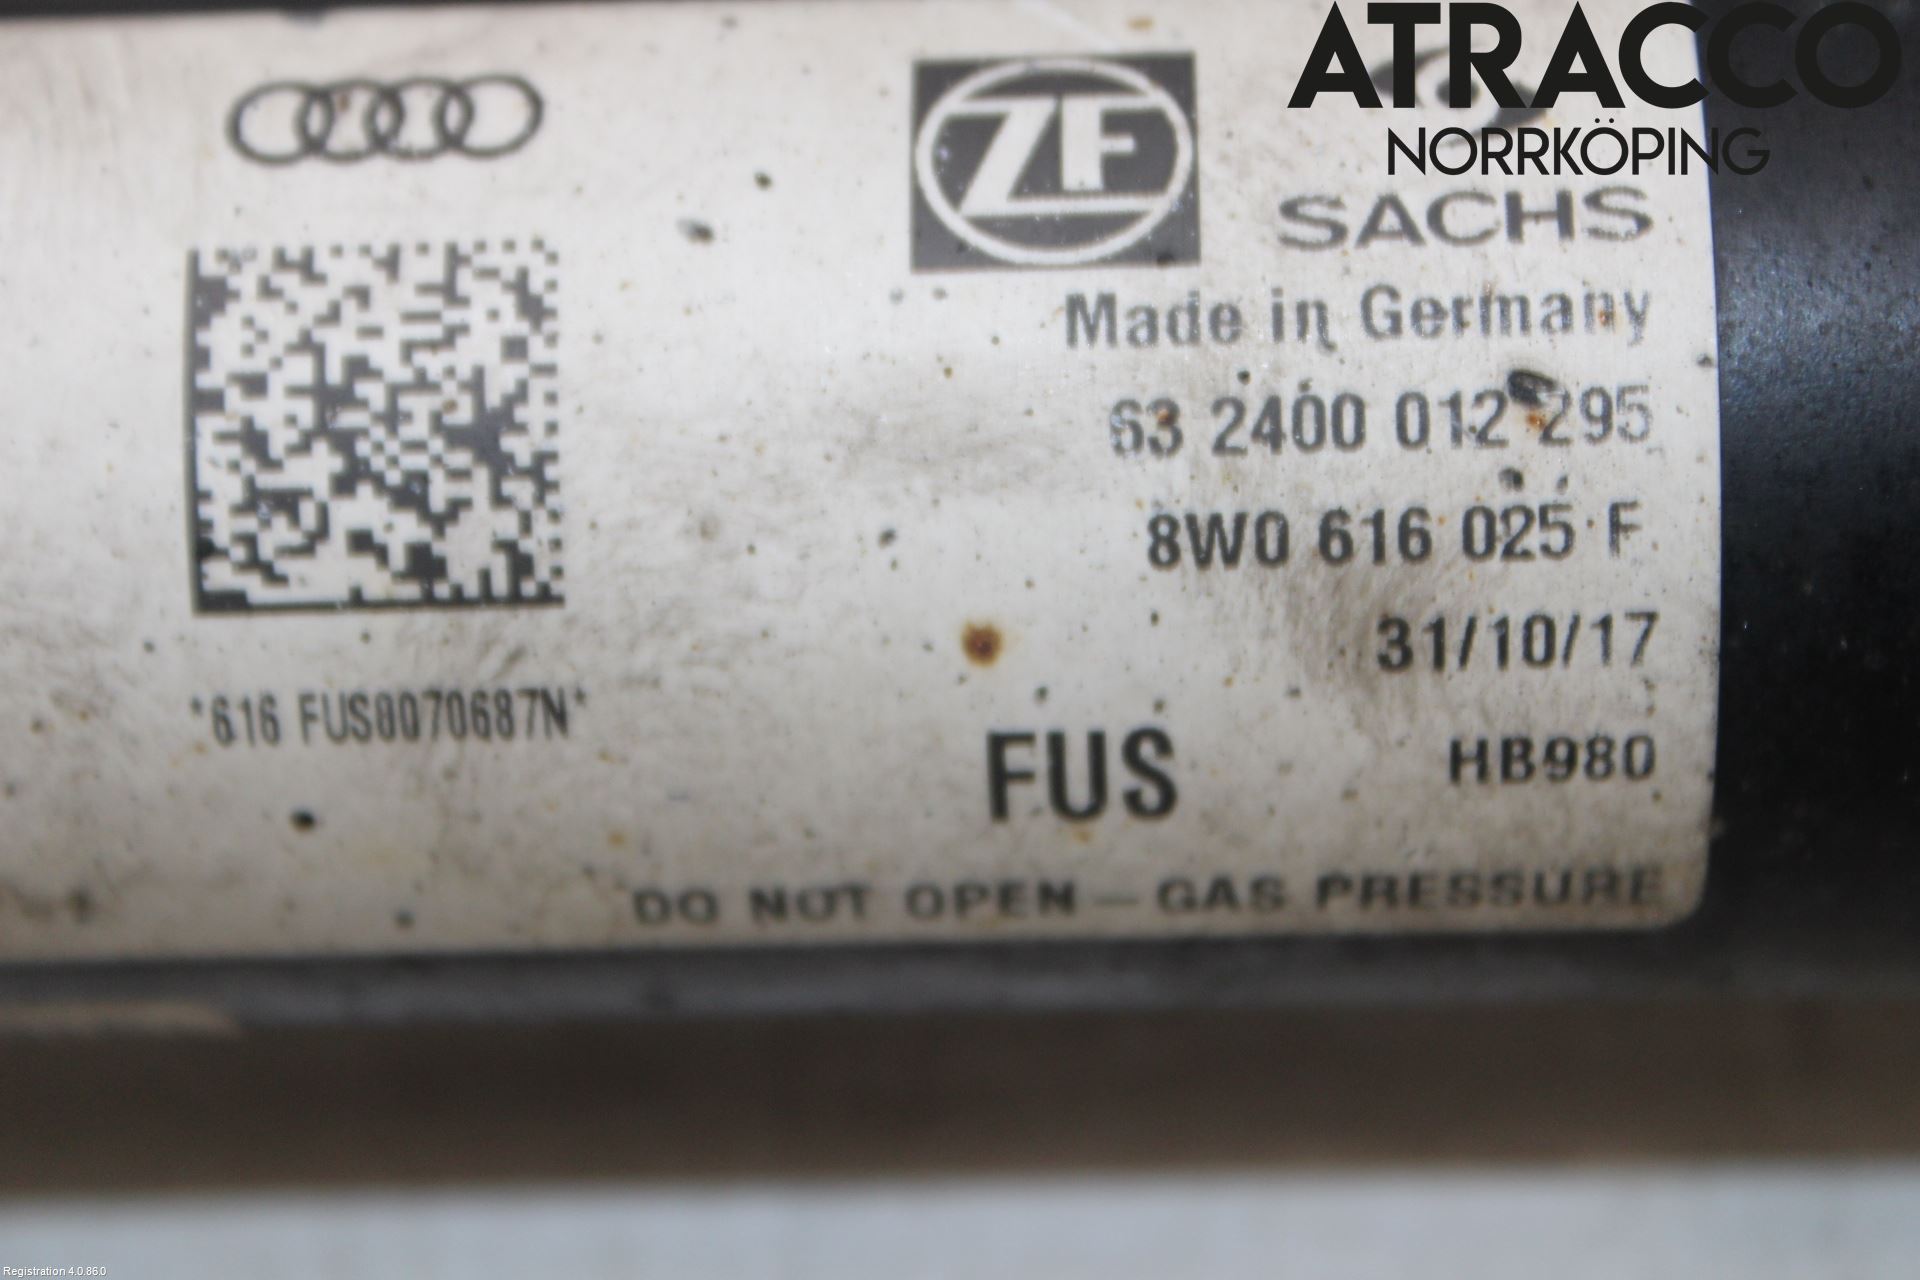 ATRACCO
NORRKÖPING
ZF
SACHS
Made in Germany
63 2400 012 295
8W0 616 025 F
31/10/17
*616 FUS0070687N*
FUS
HB980
DO NOT OPEN – GAS PRESSURE
Registration 4.0.86.0